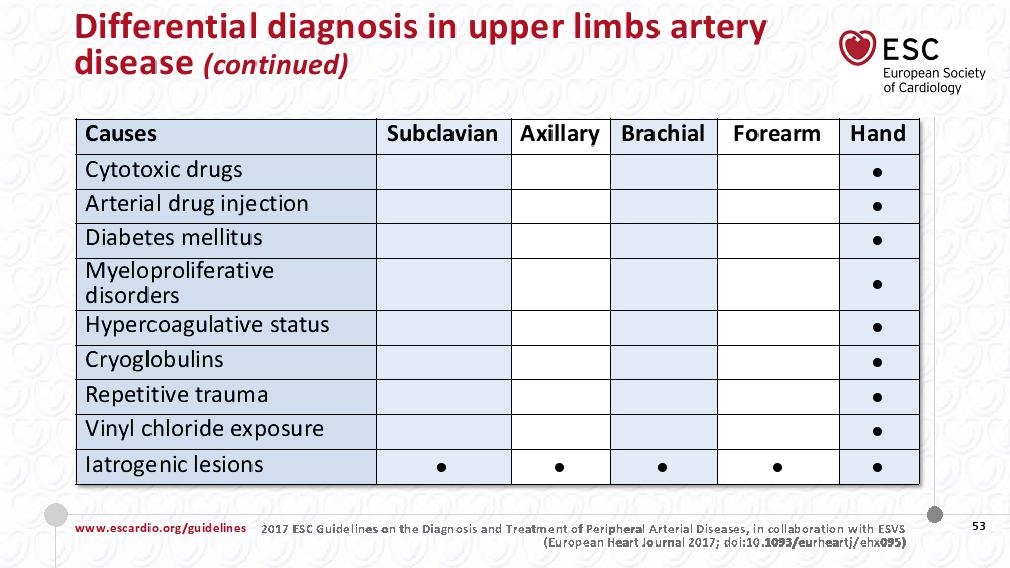 Differential diagnosis in upper limbs artery
disease (continued)
ESC
European Society
of Cardiology
Causes Subclavian Axillary Brachial Forearm Hand
Cytotoxic drugs •
Arterial drug injection •
Diabetes mellitus •
Myeloproliferative
disorders •
Hypercoagulative status •
Cryoglobulins •
Repetitive trauma •
Vinyl chloride exposure •
Iatrogenic lesions • • • • •
www.escardio.org/guidelines 2017 ESC Guidelines on the Diagnosis and Treatment of Peripheral Arterial Diseases, in collaboration with ESVS 53
(European Heart Journal 2017; doi:10.1093/eurheartj/ehx095)